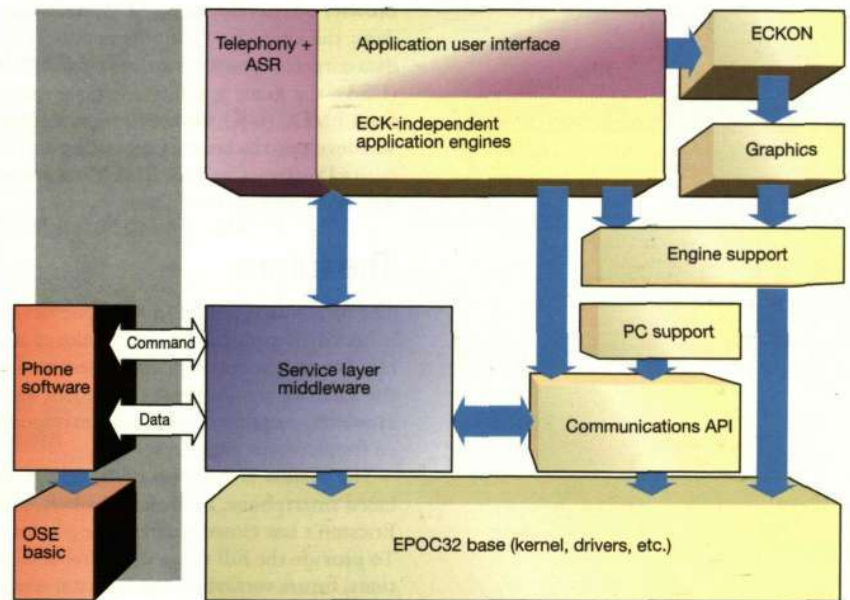 Telephony +
ASR
Application user interface
ECKON
ECK-independent
application engines
Graphics
Engine support
PC support
Command
Phone
software
Service layer
middleware
Data
Communications API
OSE
basic
EPOC32 base (kernel, drivers, etc.)